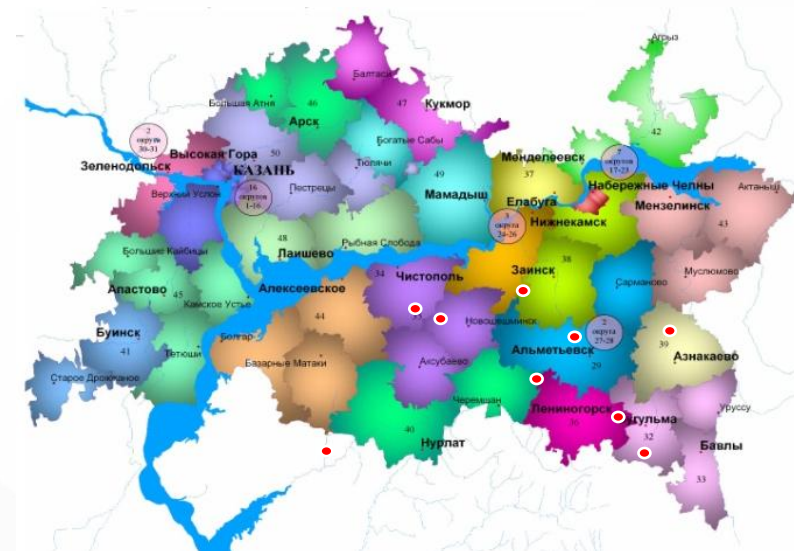 Агрыз
Балтаси
Большая Атня
46
Арск
47
Кукмор
42
2
округа
30-31
Высокая Гора
50
Богатые Сабы
7
округов
17-23
Зеленодольск
КАЗАНЬ
Тюлячи
49
Менделеевск
37
Набережные Челны
Актаныш
16
округов
1-16
Пестрецы
Мамадыш
Елабуга
Мензелинск
Верхний Услон
3
округа
24-26
Нижнекамск
43
48
Рыбная Слобода
Большие Кайбицы
Лаишево
34
Чистополь
Заинск
38
Муслюмово
Апастово
45
Алексеевское
Сарманово
Камское Устье
44
35
Новошешминск
2
округа
27-28
Буинск
41
Болгар
Альметьевск
39
Азнакаево
Тетюши
Базарные Матаки
Аксубаево
29
Старое Дрожжаное
Черемшан
Лениногорск
36
Бугульма
Уруссу
40
Нурлат
32
Бавлы
33